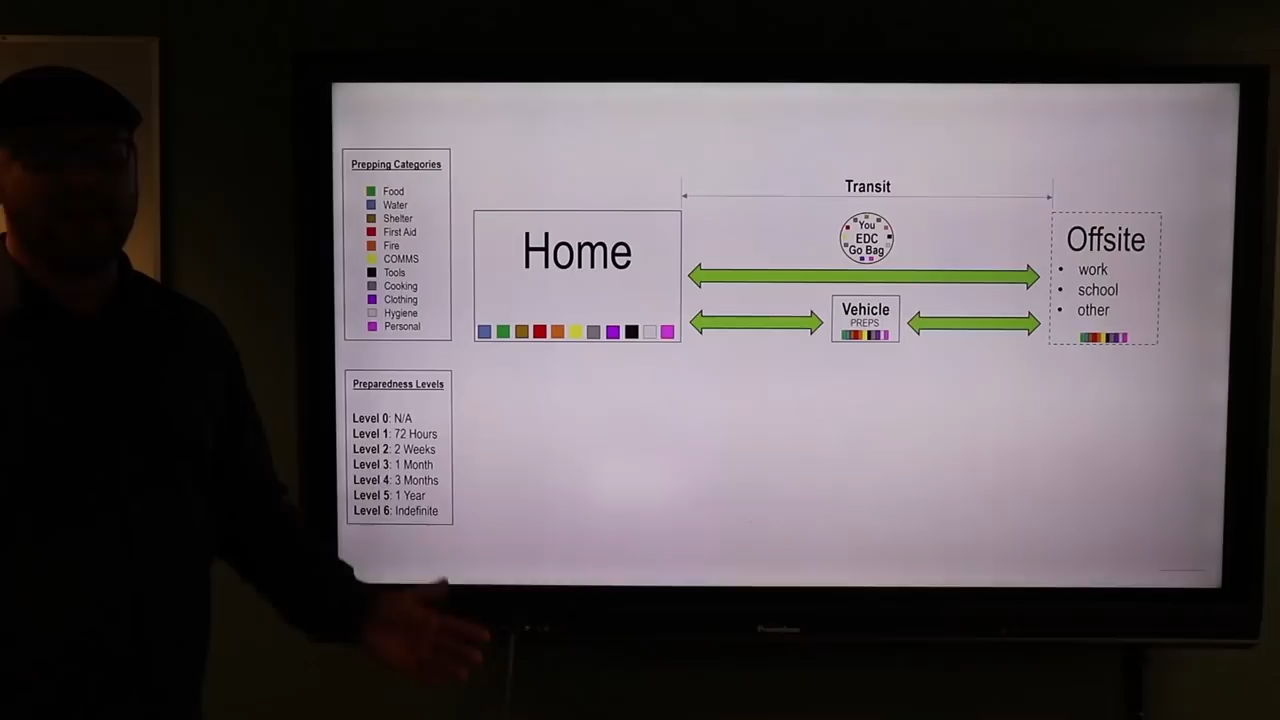 Prepping Categories
Food
Water
Shelter
First Aid
Fire
COMMS
Tools
Cooking
Clothing
Hygiene
Personal
Preparedness Levels
Level 0: N/A
Level 1: 72 Hours
Level 2: 2 Weeks
Level 3: 1 Month
Level 4: 3 Months
Level 5: 1 Year
Level 6: Indefinite
Home
Transit
You
EDC
Go Bag
Vehicle
PREPS
Offsite
• work
• school
• other